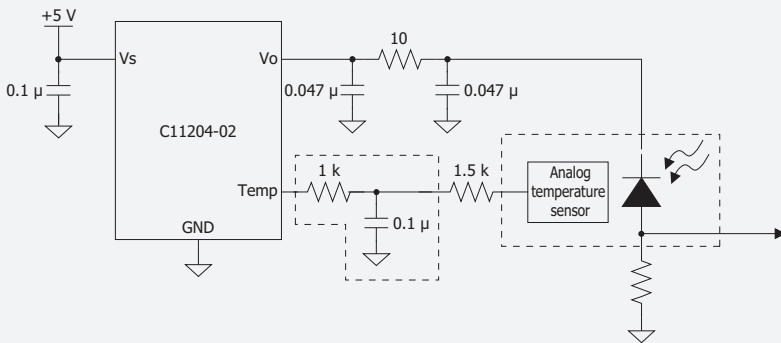 +5 V
Vs
Vo
10
0.1 μ
0.047 μ
0.047 μ
C11204-02
Temp
1 k
1.5 k
Analog
temperature
sensor
0.1 μ
GND